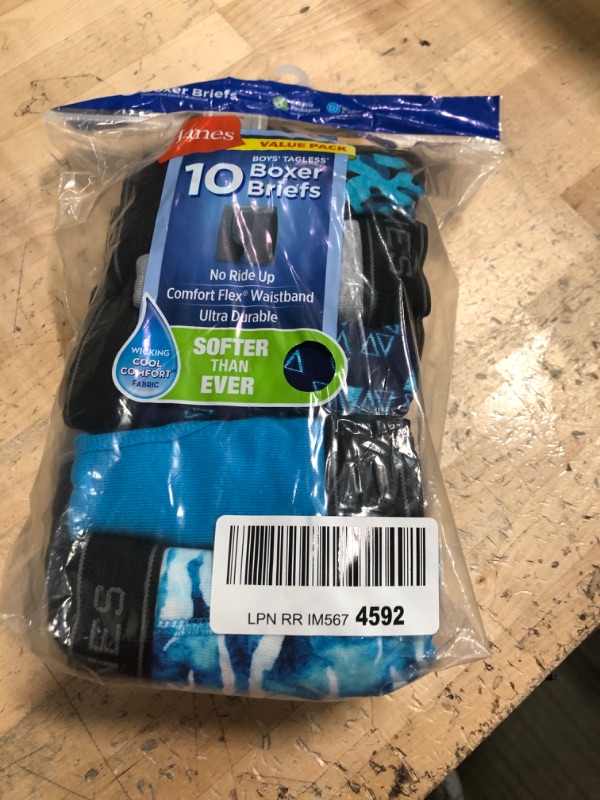 Boxer Briefs
Hanes
VALUE PACK
BOYS' TAGLESS®
10 Boxer
Briefs
No Ride Up
Comfort Flex® Waistband
Ultra Durable
WICKING
COOL
COMFORT
FABRIC
SOFTER
THAN
EVER
LPN RR IM567 4592